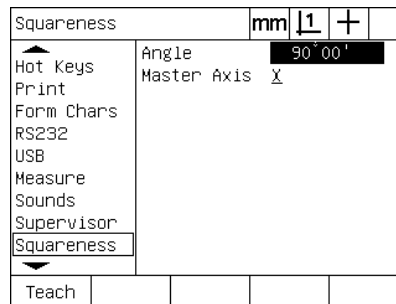 Squareness mm 1
Angle 90°00'
Master Axis X
Hot Keys
Print
Form Chars
RS232
USB
Measure
Sounds
Supervisor
Squareness
Teach